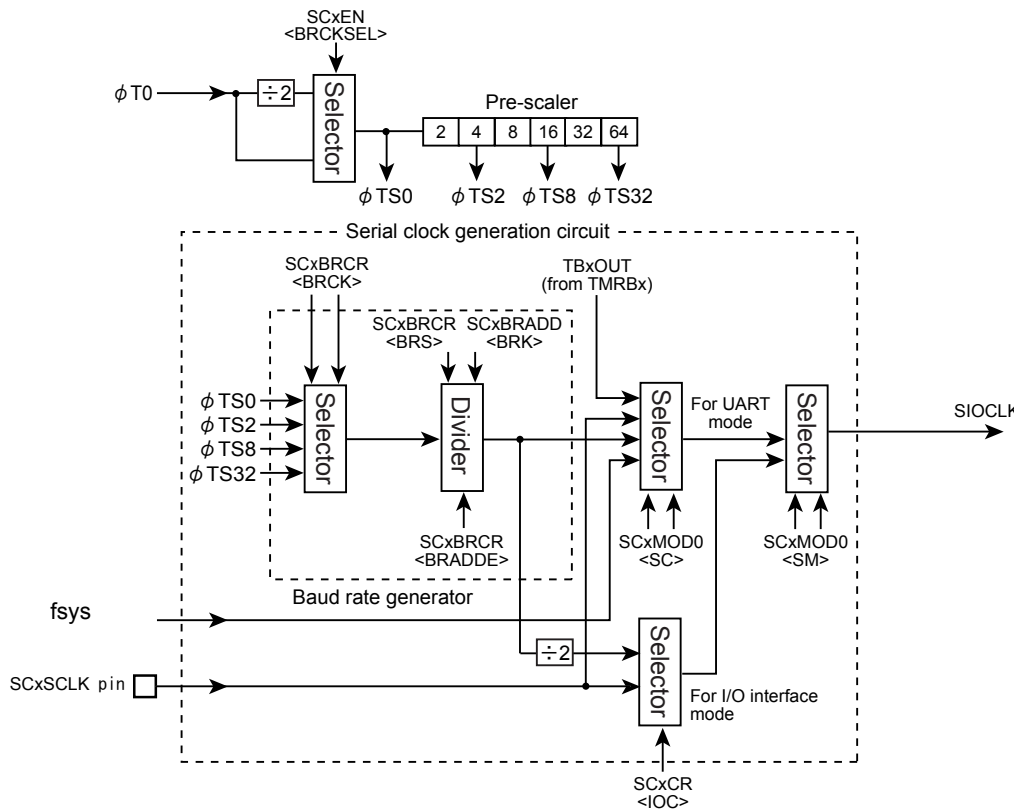 SCxEN
<BRCKSEL>
ϕT0
÷2
Selector
Pre-scaler
2 4 8 16 32 64
ϕTS0
ϕTS2
ϕTS8
ϕTS32
Serial clock generation circuit
SCxBRCR
<BRCK>
TBxOUT
(from TMRBx)
SCxBRCR
<BRS>
SCxBRADD
<BRK>
ϕTS0
ϕTS2
ϕTS8
ϕTS32
Selector
Divider
Selector
For UART
mode
Selector
SIOCLK
SCxBRCR
<BRADDE>
SCxMOD0
<SC>
SCxMOD0
<SM>
Baud rate generator
fsys
÷2
Selector
SCxSCLK pin
For I/O interface
mode
SCxCR
<IOC>